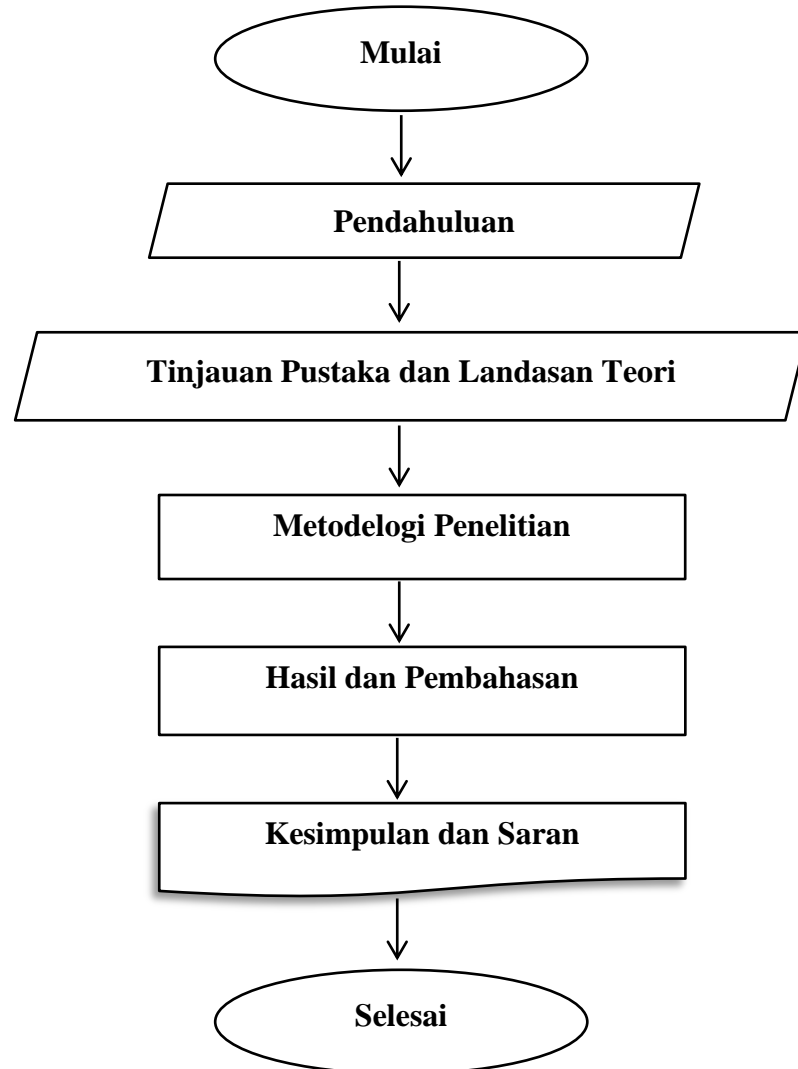 Mulai
Pendahuluan
Tinjauan Pustaka dan Landasan Teori
Metodelogi Penelitian
Hasil dan Pembahasan
Kesimpulan dan Saran
Selesai